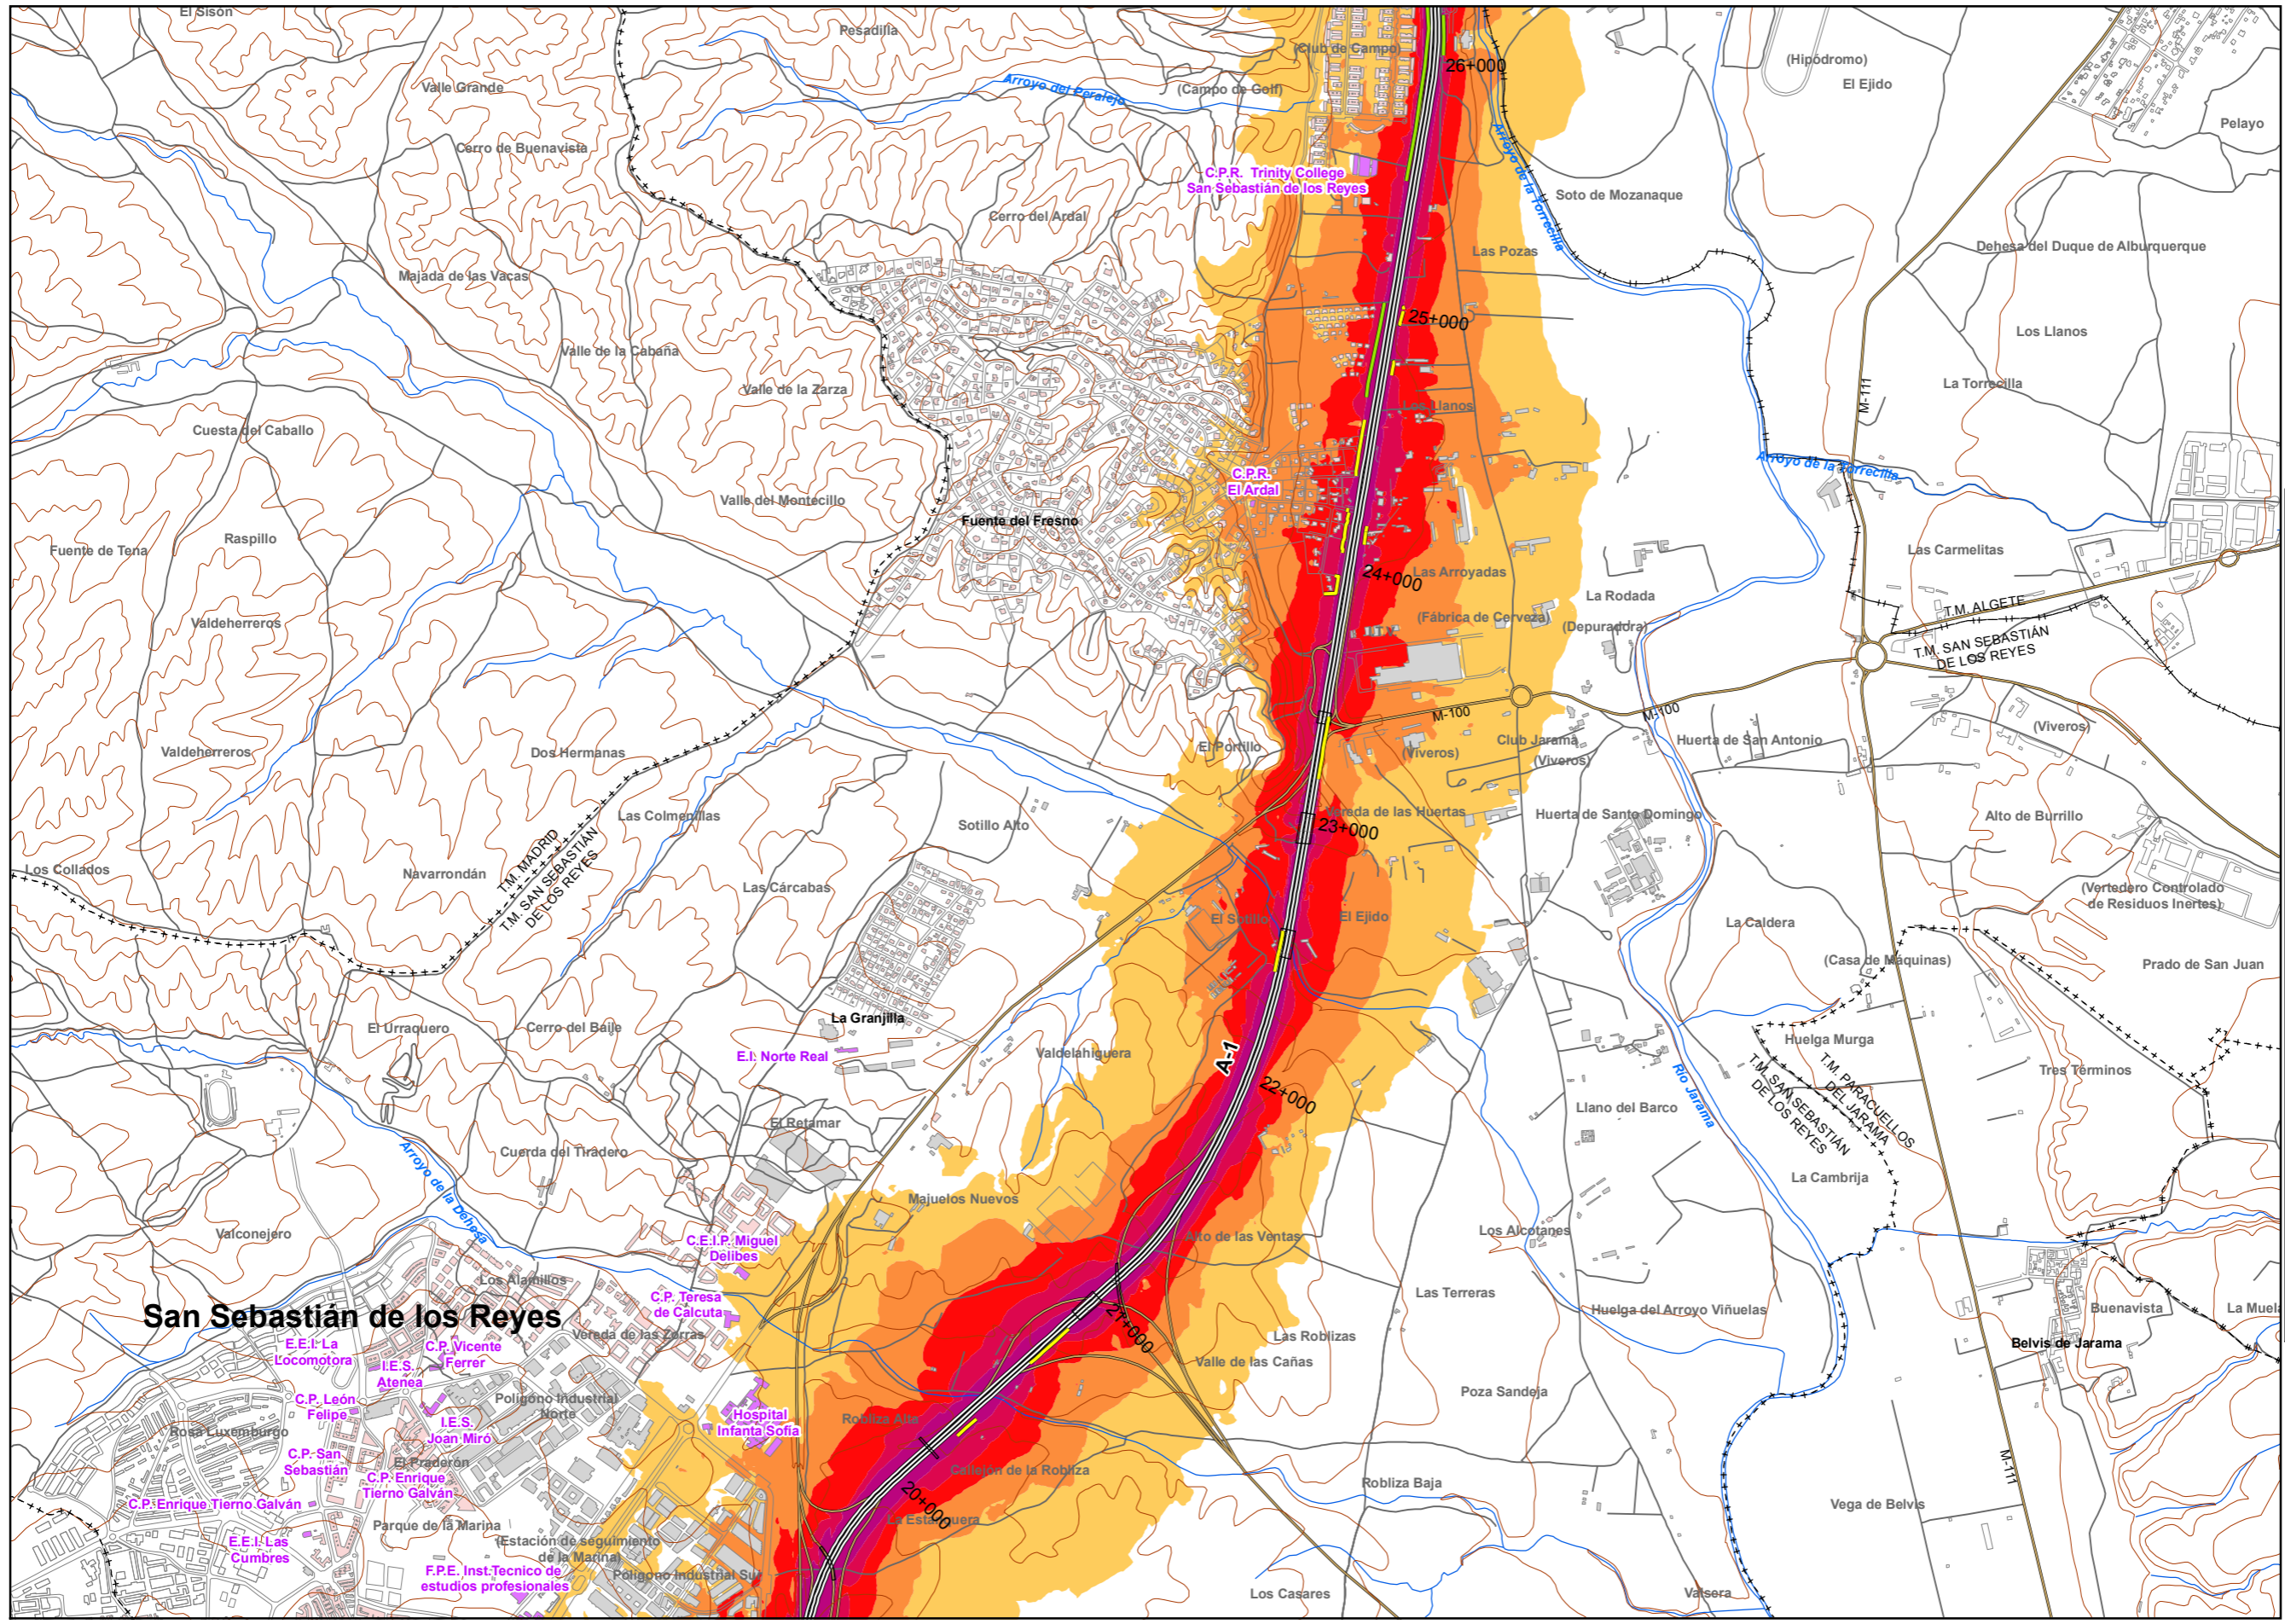 El Sisón
Pesadilla
(Club de Campo)
26+000
(Hipódromo)
El Ejido
Valle Grande
Arroyo del Peralejo
(Campo de Golf)
Pelayo
Cerro de Buenavista
Arroyo de la Torrecilla
C.P.R. Trinity College
San Sebastián de los Reyes
Soto de Mozanaque
Cerro del Ardal
Las Pozas
Dehesa del Duque de Alburquerque
Majada de las Vacas
25+000
Los Llanos
Valle de la Cabaña
Valle de la Zarza
La Torrecilla
M-111
Los Llanos
Cuesta del Caballo
Arroyo de la Torrecilla
C.P.R.
El Ardal
Valle del Montecillo
Fuente del Fresno
Raspillo
Fuente de Tena
Las Carmelitas
24+000
Las Arroyadas
La Rodada
T.M. ALGETE
Valdeherreros
(Fábrica de Cerveza)
(Depuradora)
T.M. SAN SEBASTIÁN
DE LOS REYES
M-100
M-100
(Viveros)
Valdeherreros
Dos Hermanas
El Portillo
(Viveros)
Club Jarama
(Viveros)
Huerta de San Antonio
Las Colmenillas
Sotillo Alto
Vereda de las Huertas
23+000
Huerta de Santo Domingo
Alto de Burrillo
Los Collados
Navarrondán
T.M. MADRID
T.M. SAN SEBASTIÁN
DE LOS REYES
Las Cárcabas
(Vertedero Controlado
de Residuos Inertes)
El Sotillo
El Ejido
La Caldera
(Casa de Máquinas)
Prado de San Juan
La Granjilla
El Urraquero
Cerro del Baile
E.I. Norte Real
Valdelahiguera
A-1
Huelga Murga
Río Jarama
T.M. PARACUELLOS
DEL JARAMA
T.M. SAN SEBASTIÁN
DE LOS REYES
Tres Términos
22+000
Llano del Barco
El Retamar
Cuerda del Tiradero
Arroyo de la Dehesa
La Cambrija
Majuelos Nuevos
Valconejero
C.E.I.P. Miguel
Delibes
Alto de las Ventas
Los Alcotanes
Los Alamillos
C.P. Teresa
de Calcuta
Las Terreras
Huelga del Arroyo Viñuelas
Buenavista
La Muela
San Sebastián de los Reyes
21+000
Vereda de las Zorras
Las Roblizas
Belvis de Jarama
E.E.I. La
Locomotora
C.P. Vicente
Ferrer
I.E.S.
Atenea
Valle de las Cañas
Poza Sandeja
C.P. León
Felipe
Polígono Industrial
Norte
Hospital
Infanta Sofía
Robliza Alta
I.E.S.
Joan Miró
Rosa Luxemburgo
C.P. San
Sebastián
El Praderón
C.P. Enrique
Tierno Galván
Callejón de la Robliza
Robliza Baja
M-111
C.P. Enrique Tierno Galván
20+000
La Estanquera
Vega de Belvis
Parque de la Marina
E.E.I. Las
Cumbres
(Estación de seguimiento
de la Marina)
F.P.E. Inst.Tecnico de
estudios profesionales
Polígono Industrial Sur
Los Casares
Valsera